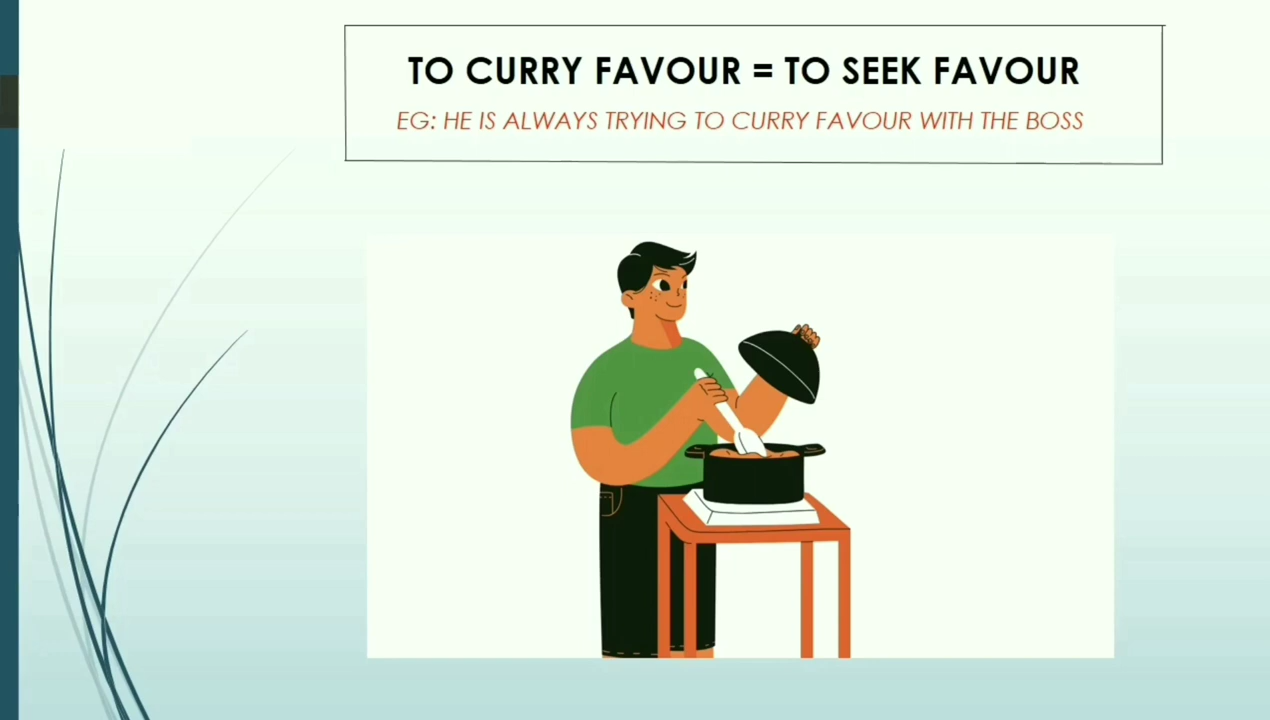 TO CURRY FAVOUR = TO SEEK FAVOUR
EG: HE IS ALWAYS TRYING TO CURRY FAVOUR WITH THE BOSS